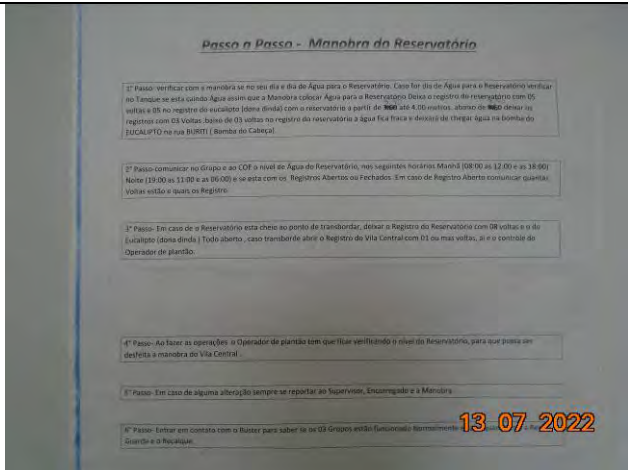 Passo a Passo - Manobra do Reservatório
1° Passo- verificar com a manobra se no seu dia e dia de Água para o Reservatório. Caso for dia de Água para o Reservatório verificar
no Tanque se esta caindo Água assim que a Manobra colocar Água para o Reservatório Deixa o registro do reservatório com 05
voltas e 05 no registro do eucalipto (dona dinda) com o reservatório a partir de até 4,00 metros, abaixo de deixar os
registros com 03 Voltas ,baixo de 03 voltas no registro do reservatório a água fica fraca e deixará de chegar água na bomba do
EUCALIPTO na rua BURITI ( Bomba do Cabeça).
2° Passo-comunicar no Grupo e ao COF o nível de Água do Reservatório, nos seguintes horários Manhã (08:00 as 12:00 e as 18:00)
Noite (19:00 as 11:00 e as 06:00) e se esta com os Registros Abertos ou Fechados. Em caso de Registro Aberto comunicar quantas
Voltas estão e quais os Registro.
3° Passo- Em caso de o Reservatório esta cheio ao ponto de transbordar, deixar o Registro do Reservatório com 08 voltas e o do
Eucalipto (dona dinda ) Todo aberto , caso transborde abrir o Registro do Vila Central com 01 ou mas voltas, ai e o controle do
Operador de plantão.
4° Passo- Ao fazer as operações o Operador de plantão tem que ficar verificando o nível do Reservatório, para que possa ser
desfeita a manobra do Vila Central .
5° Passo- Em caso de alguma alteração sempre se reportar ao Supervisor, Encarregado e a Manobra
6° Passo- Entrar em contato com o Buster para saber se os 03 Grupos estão funcionado Normalmente
Guarda e o Recalque.
13 07 2022